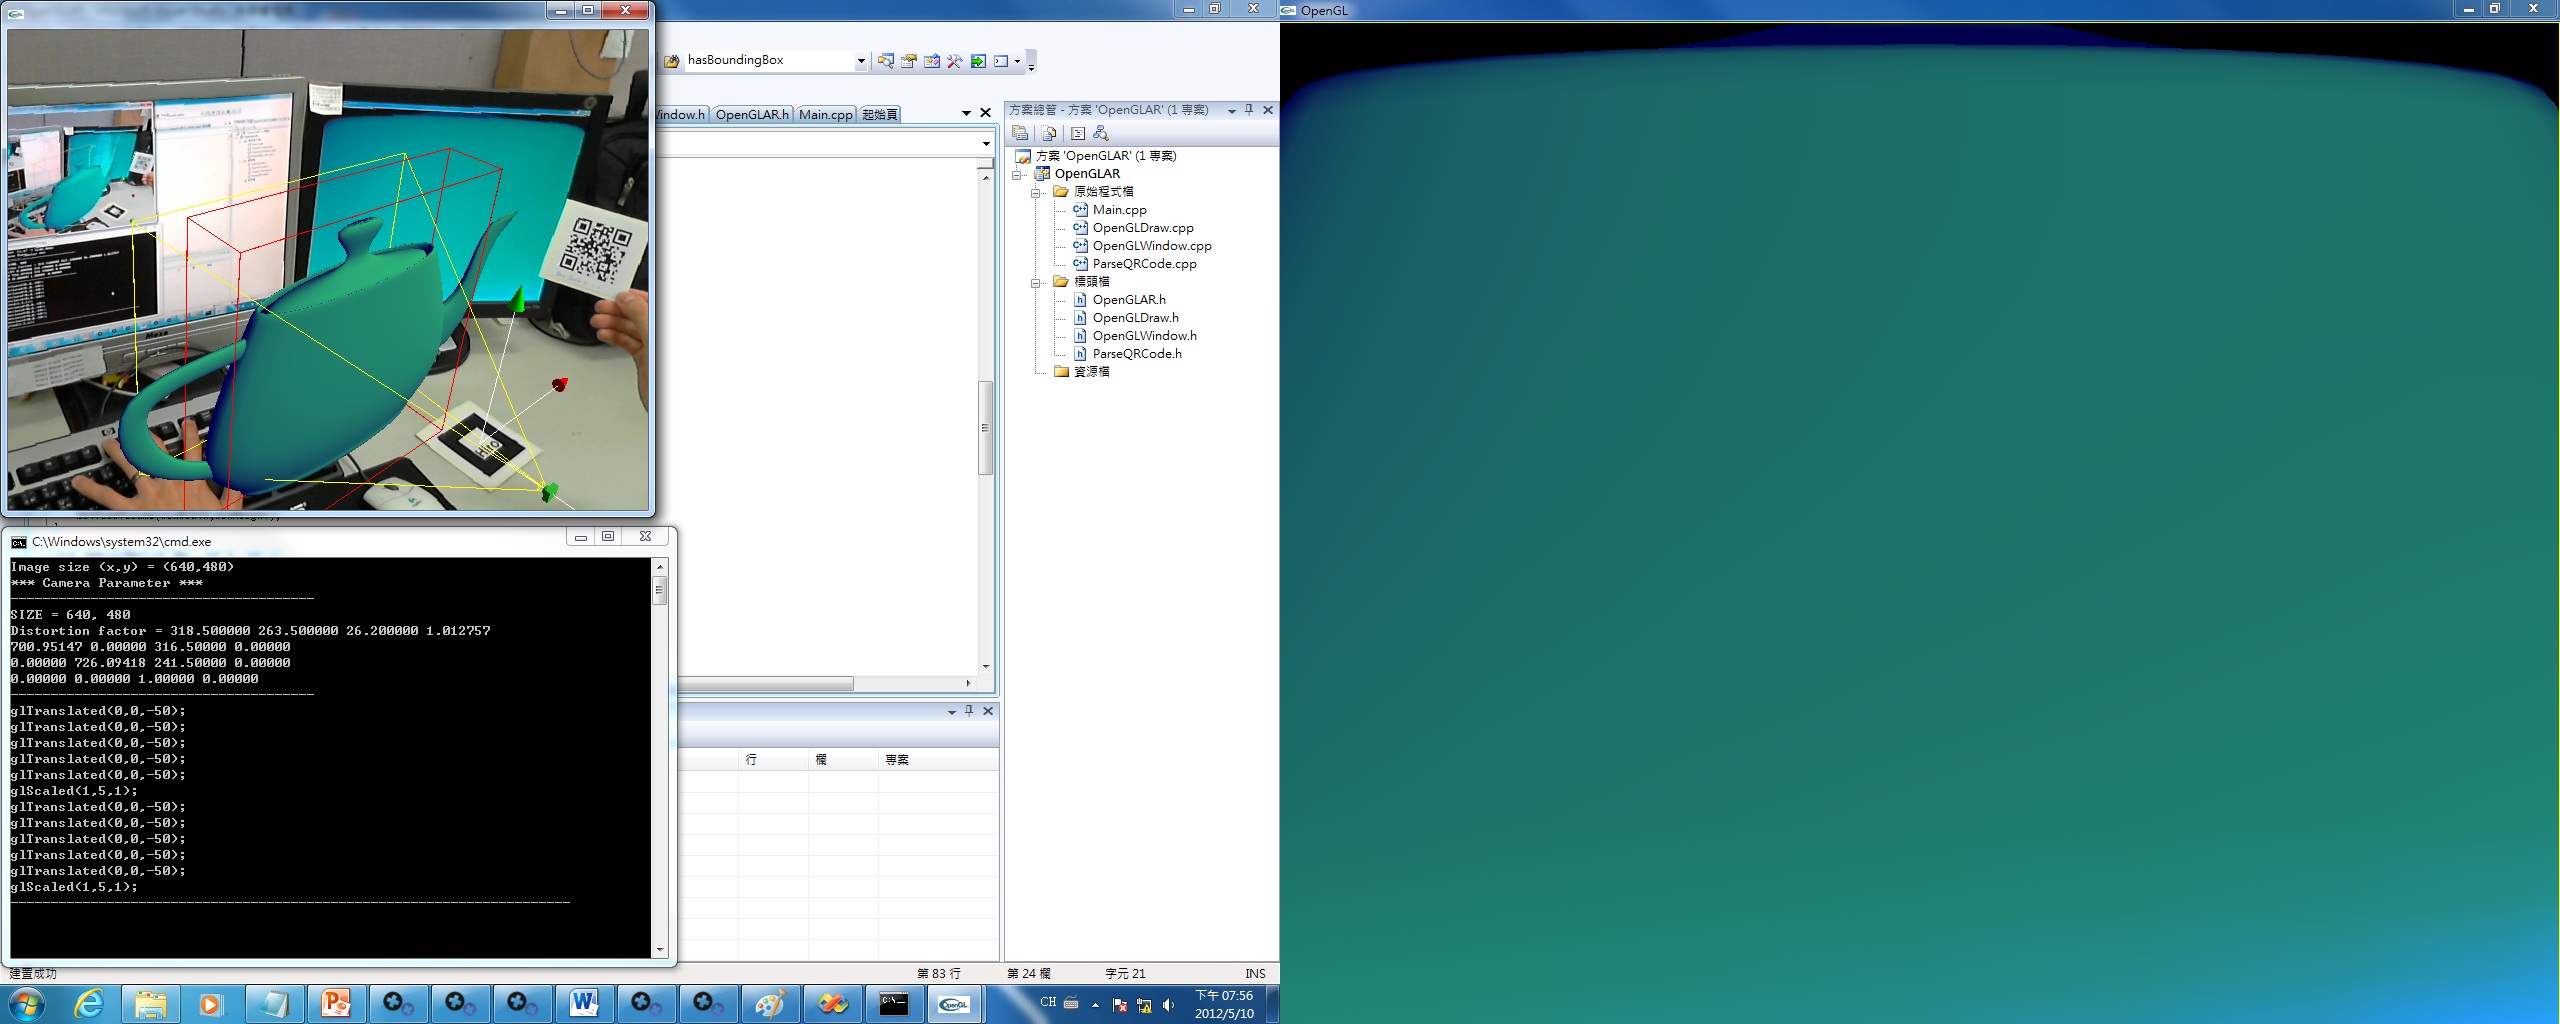 hasBoundingBox
OpenGL
indow.h
OpenGLAR.h
Main.cpp
起始頁
方案總管 - 方案 'OpenGLAR' (1 專案)
方案 'OpenGLAR' (1 專案)
OpenGLAR
原始程式檔
Main.cpp
OpenGLDraw.cpp
OpenGLWindow.cpp
ParseQRCode.cpp
標頭檔
OpenGLAR.h
OpenGLDraw.h
OpenGLWindow.h
ParseQRCode.h
資源檔
C:\Windows\system32\cmd.exe
Image size (x,y) = (640,480)
*** Camera Parameter ***
--------------------------------------
SIZE = 640, 480
Distortion factor = 318.500000 263.500000 26.200000 1.012757
700.95147 0.00000 316.50000 0.00000
0.00000 726.09418 241.50000 0.00000
0.00000 0.00000 1.00000 0.00000
--------------------------------------
glTranslated(0,0,-50);
glTranslated(0,0,-50);
glTranslated(0,0,-50);
glTranslated(0,0,-50);
glTranslated(0,0,-50);
glScaled(1,5,1);
glTranslated(0,0,-50);
glTranslated(0,0,-50);
glTranslated(0,0,-50);
glTranslated(0,0,-50);
glTranslated(0,0,-50);
glScaled(1,5,1);
----------------------------------------------------------------------
行 欄 專案
建置成功 第 83 行 第 24 欄 字元 21 INS
OpenGL
CH
下午 07:56
2012/5/10